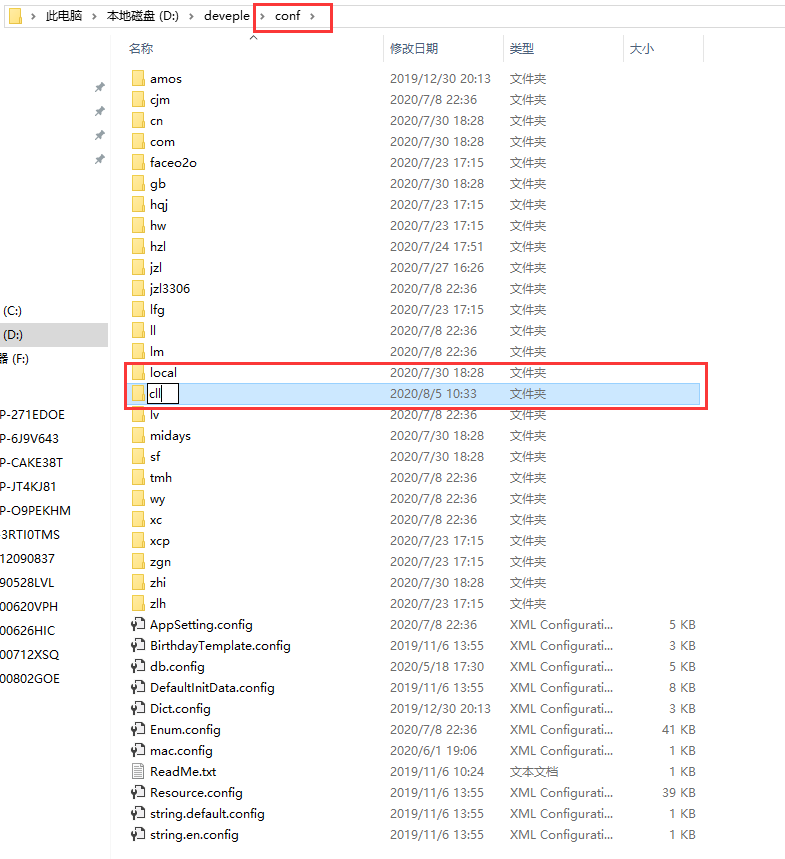 此电脑 › 本地磁盘 (D:) › deveple › conf ›
名称 修改日期 类型 大小
amos 2019/12/30 20:13 文件夹
cjm 2020/7/8 22:36 文件夹
cn 2020/7/30 18:28 文件夹
com 2020/7/30 18:28 文件夹
faceo2o 2020/7/23 17:15 文件夹
gb 2020/7/30 18:28 文件夹
hqj 2020/7/23 17:15 文件夹
hw 2020/7/23 17:15 文件夹
hzl 2020/7/24 17:51 文件夹
jzl 2020/7/27 16:26 文件夹
jzl3306 2020/7/8 22:36 文件夹
lfg 2020/7/23 17:15 文件夹
ll 2020/7/8 22:36 文件夹
lm 2020/7/8 22:36 文件夹
local 2020/7/30 18:28 文件夹
cll 2020/8/5 10:33 文件夹
lv 2020/7/8 22:36 文件夹
midays 2020/7/30 18:28 文件夹
sf 2020/7/30 18:28 文件夹
tmh 2020/7/8 22:36 文件夹
wy 2020/7/8 22:36 文件夹
xc 2020/7/8 22:36 文件夹
xcp 2020/7/23 17:15 文件夹
zgn 2020/7/23 17:15 文件夹
zhi 2020/7/30 18:28 文件夹
zlh 2020/7/23 17:15 文件夹
AppSetting.config 2020/7/8 22:36 XML Configurati... 5 KB
BirthdayTemplate.config 2019/11/6 13:55 XML Configurati... 3 KB
db.config 2020/5/18 17:30 XML Configurati... 5 KB
DefaultInitData.config 2019/11/6 13:55 XML Configurati... 8 KB
Dict.config 2019/12/30 20:13 XML Configurati... 3 KB
Enum.config 2020/7/8 22:36 XML Configurati... 41 KB
mac.config 2020/6/1 19:06 XML Configurati... 1 KB
ReadMe.txt 2019/11/6 10:24 文本文档 1 KB
Resource.config 2019/11/6 13:55 XML Configurati... 39 KB
string.default.config 2019/11/6 13:55 XML Configurati... 1 KB
string.en.config 2019/11/6 13:55 XML Configurati... 1 KB
(C:)
(D:)
器 (F:)
P-271EDOE
P-6J9V643
P-CAKE38T
P-JT4KJ81
P-O9PEKHM
3RTI0TMS
12090837
90528LVL
00620VPH
00626HIC
00712XSQ
00802GOE